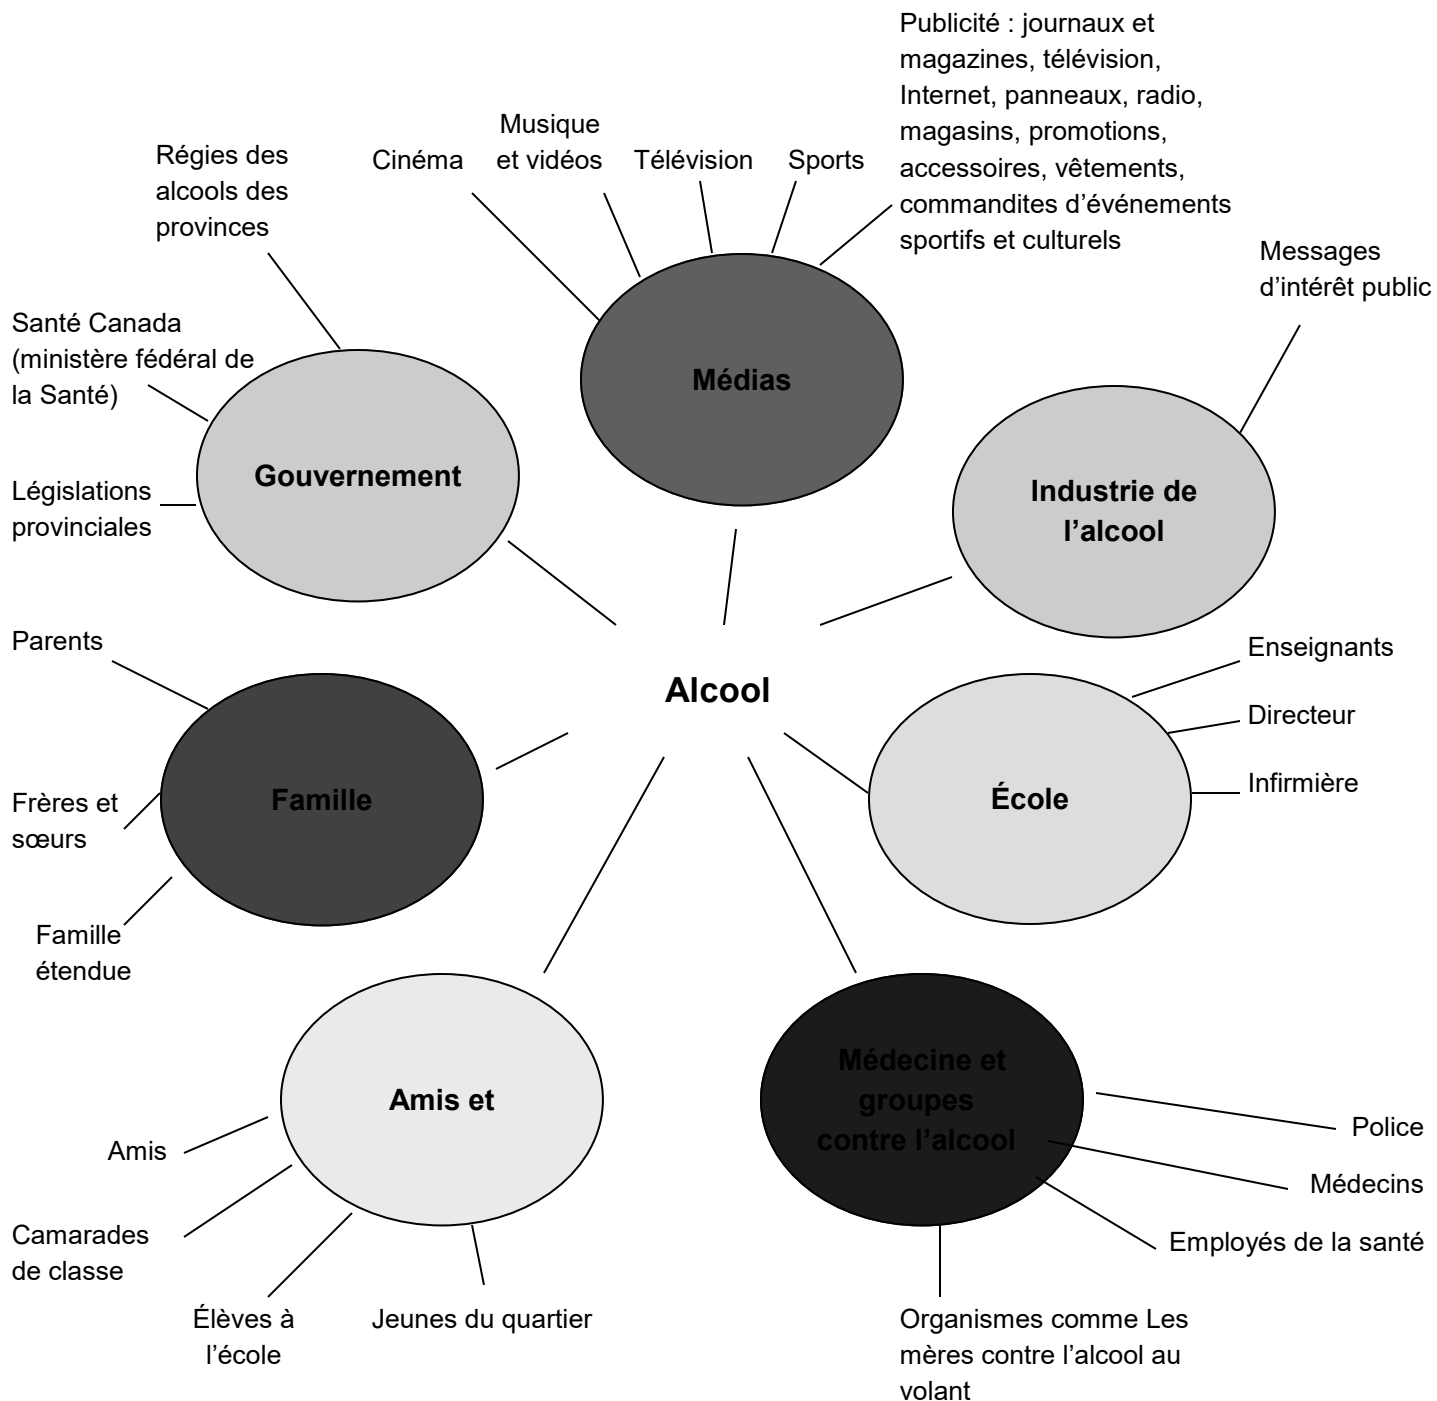 Publicité : journaux et
magazines, télévision,
Internet, panneaux, radio,
magasins, promotions,
accessoires, vêtements,
commandites d’événements
sportifs et culturels
Musique
et vidéos
Cinéma
Télévision
Sports
Régies des
alcools des
provinces
Messages
d’intérêt public
Santé Canada
(ministère fédéral de
la Santé)
Médias
Gouvernement
Industrie de
l’alcool
Législations
provinciales
Parents
Enseignants
Alcool
Directeur
Infirmière
Frères et
sœurs
Famille
École
Famille
étendue
Médecine et
groupes
contre l’alcool
Amis et
Amis
Police
Médecins
Camarades
de classe
Employés de la santé
Élèves à
l’école
Jeunes du quartier
Organismes comme Les
mères contre l’alcool au
volant